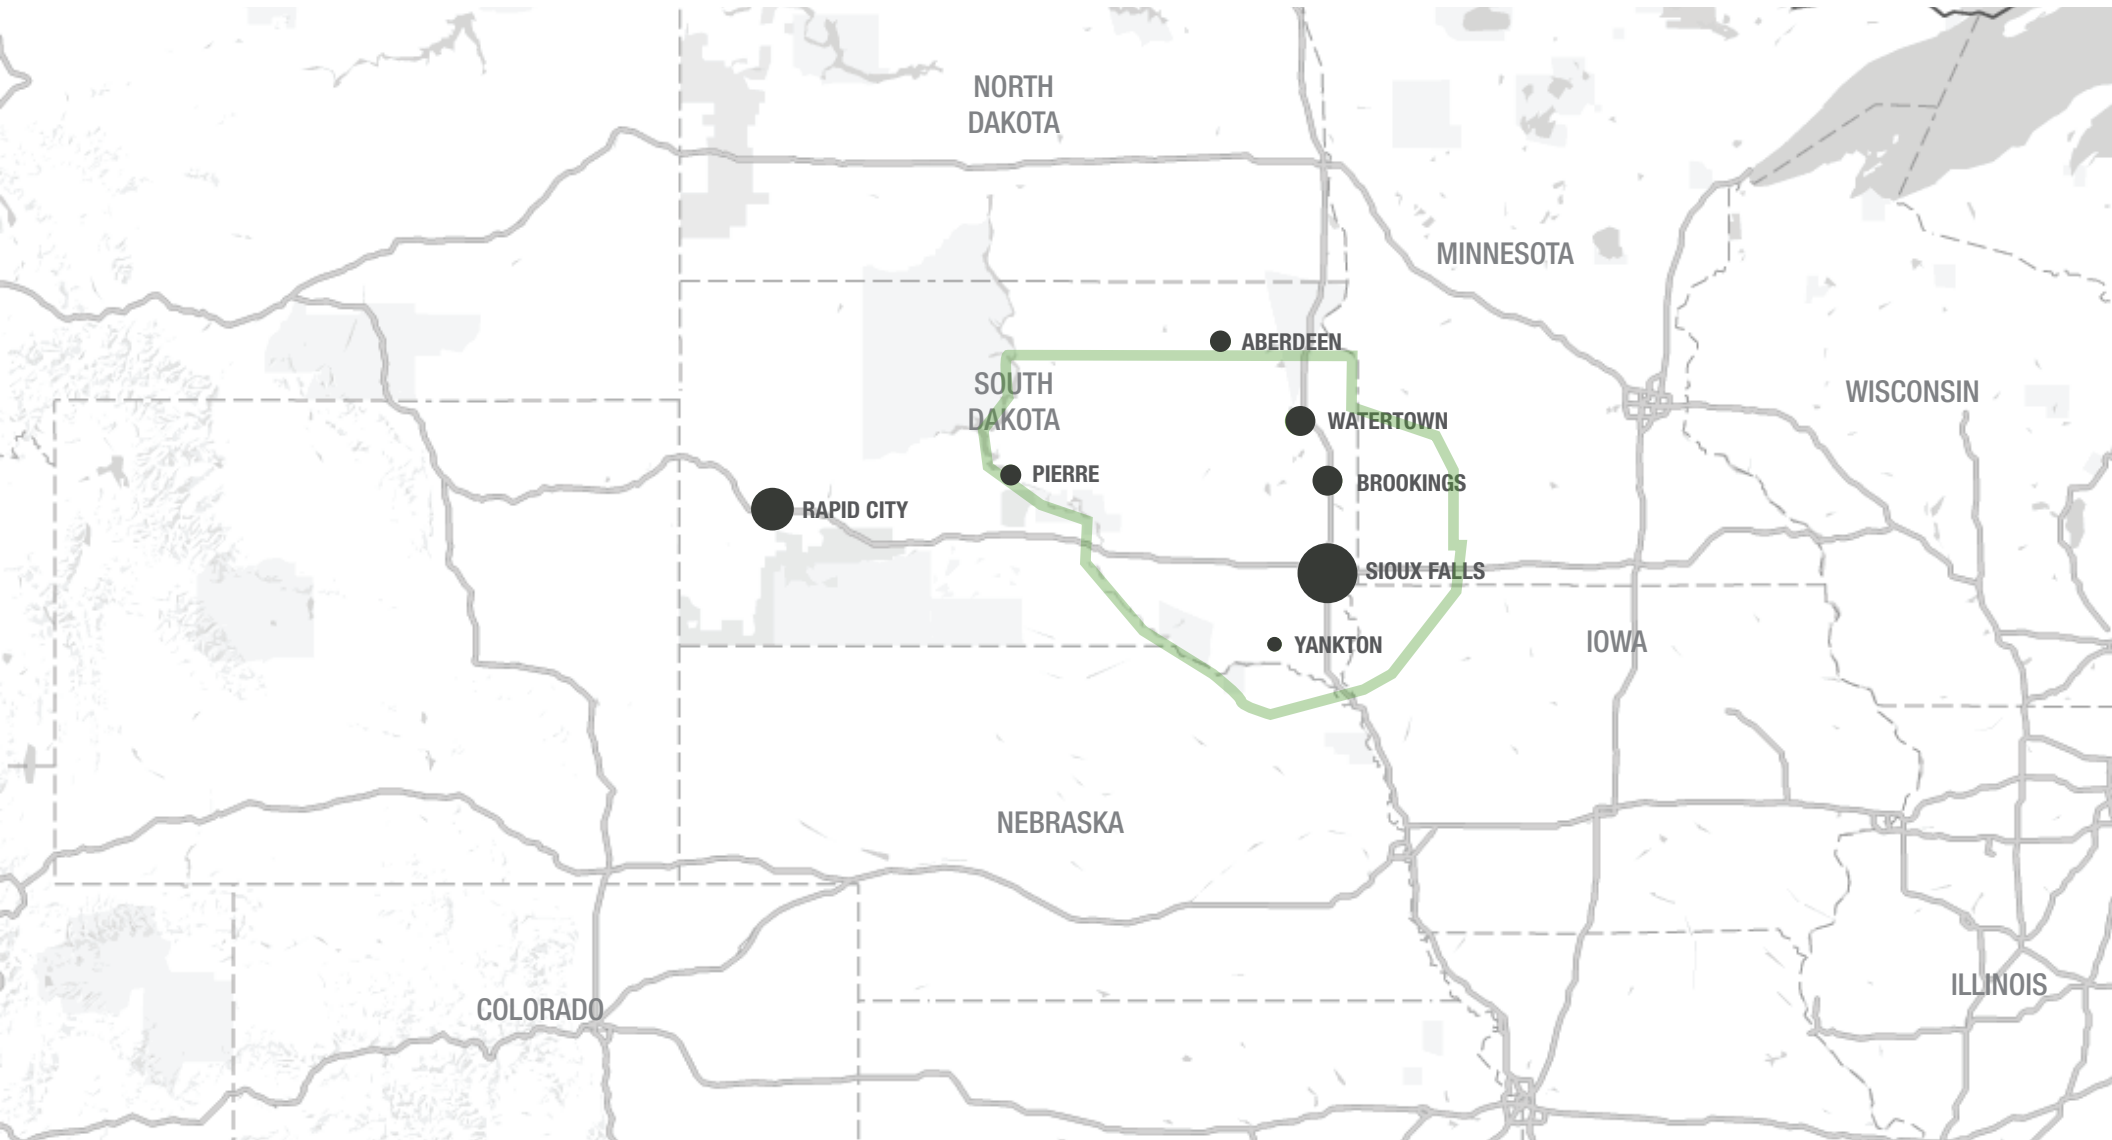 NORTH
DAKOTA
MINNESOTA
ABERDEEN
SOUTH
DAKOTA
WISCONSIN
WATERTOWN
PIERRE
BROOKINGS
RAPID CITY
SIOUX FALLS
YANKTON
IOWA
NEBRASKA
ILLINOIS
COLORADO